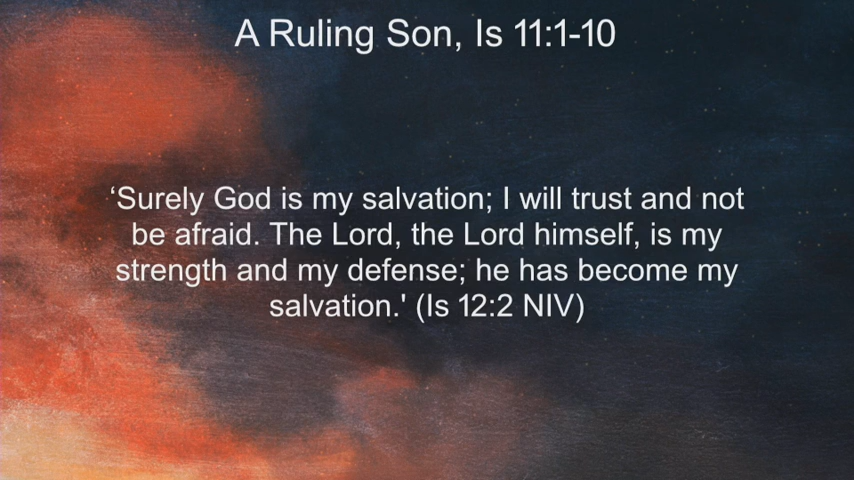 A Ruling Son, Is 11:1-10
‘Surely God is my salvation; I will trust and not
be afraid. The Lord, the Lord himself, is my
strength and my defense; he has become my
salvation.' (Is 12:2 NIV)